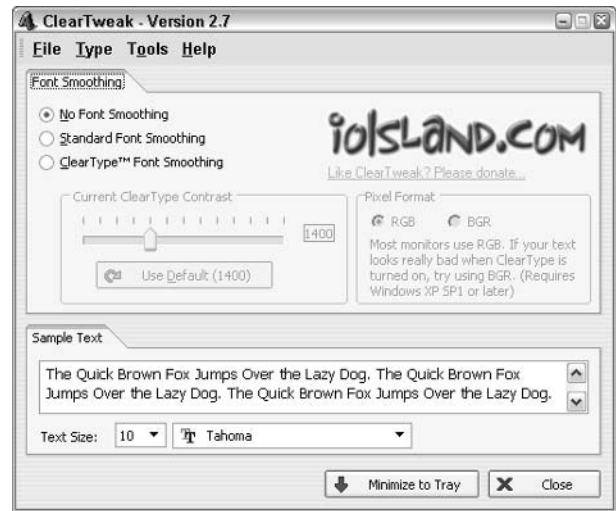 ClearTweak - Version 2.7
File Type Tools Help
Font Smoothing
No Font Smoothing
Standard Font Smoothing
ClearType™ Font Smoothing
ioisland.com
Like ClearTweak? Please donate...
Current ClearType Contrast
1400
Use Default (1400)
Pixel Format
RGB BGR
Most monitors use RGB. If your text
looks really bad when ClearType is
turned on, try using BGR. (Requires
Windows XP SP1 or later)
Sample Text
The Quick Brown Fox Jumps Over the Lazy Dog. The Quick Brown Fox
Jumps Over the Lazy Dog. The Quick Brown Fox Jumps Over the Lazy Dog.
Text Size: 10 Tahoma
Minimize to Tray Close